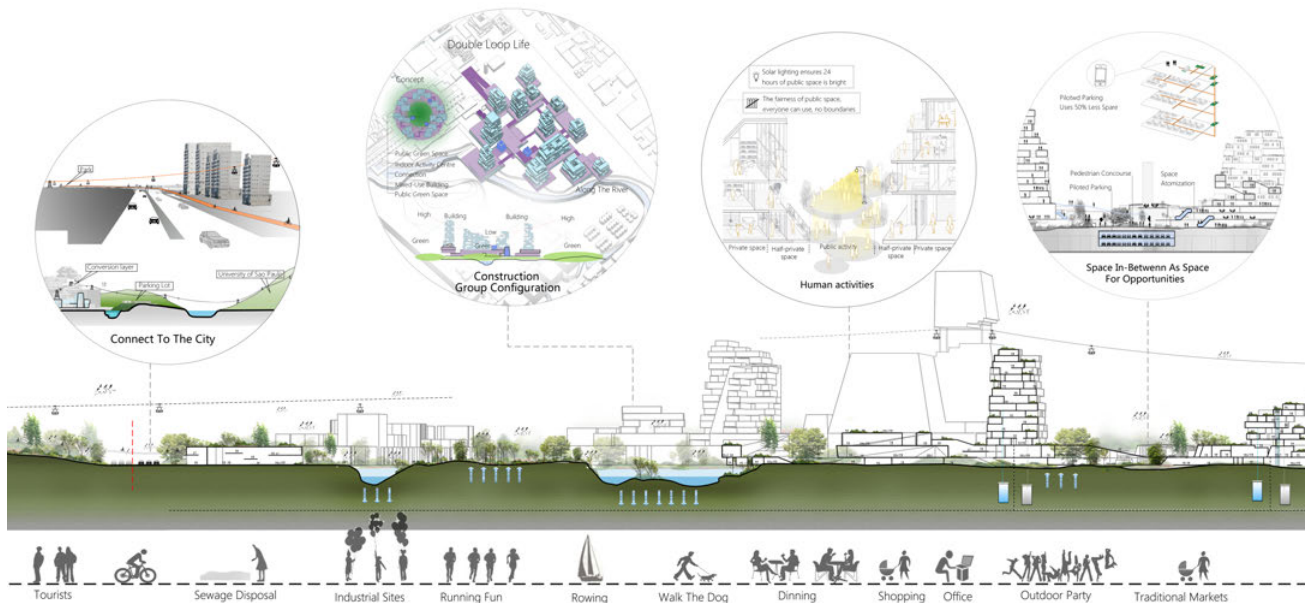 Double Loop Life
Concept
Public Green Space
Indoor Activity Centre
Connection
Mixed-Use Building
Public Green Space
Along The River
High
Building
Low
Building
High
Green
Green
Green
Construction
Group Configuration
Solar lighting ensures 24
hours of public space is bright
The fairness of public space,
everyone can use, no boundaries
Private space
Half-private
space
Public activity
Half-private
space
Private space
Human activities
Piloted Parking
Uses 50% Less Spare
Pedestrian Concourse
Piloted Parking
Space
Atomization
Space In-Betwenn As Space
For Opportunities
Park
Conversion layer
Parking Lot
University of Sao Paulo
Connect To The City
Tourists
Sewage Disposal
Industrial Sites
Running Fun
Rowing
Walk The Dog
Dinning
Shopping
Office
Outdoor Party
Traditional Markets